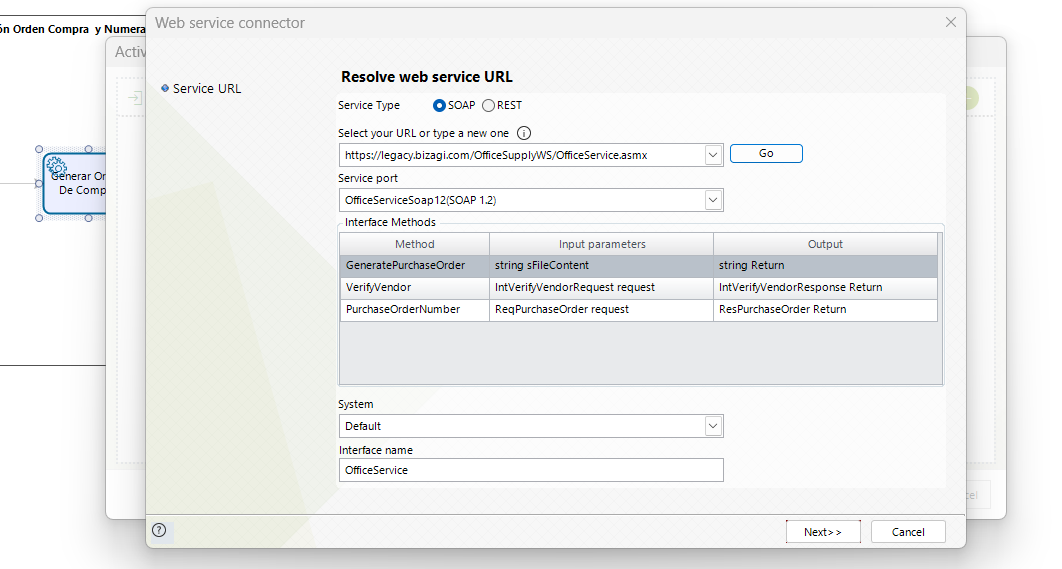 ón Orden Compra y Numera
Web service connector
Activ
Service URL
Resolve web service URL
Service Type SOAP REST
Select your URL or type a new one
https://legacy.bizagi.com/OfficeSupplyWS/OfficeService.asmx Go
Service port
OfficeServiceSoap12(SOAP 1.2)
Interface Methods
Method Input parameters Output
GeneratePurchaseOrder string sFileContent string Return
VerifyVendor IntVerifyVendorRequest request IntVerifyVendorResponse Return
PurchaseOrderNumber ReqPurchaseOrder request ResPurchaseOrder Return
Generar Or
De Comp
System
Default
Interface name
OfficeService
cel
?
Next>> Cancel